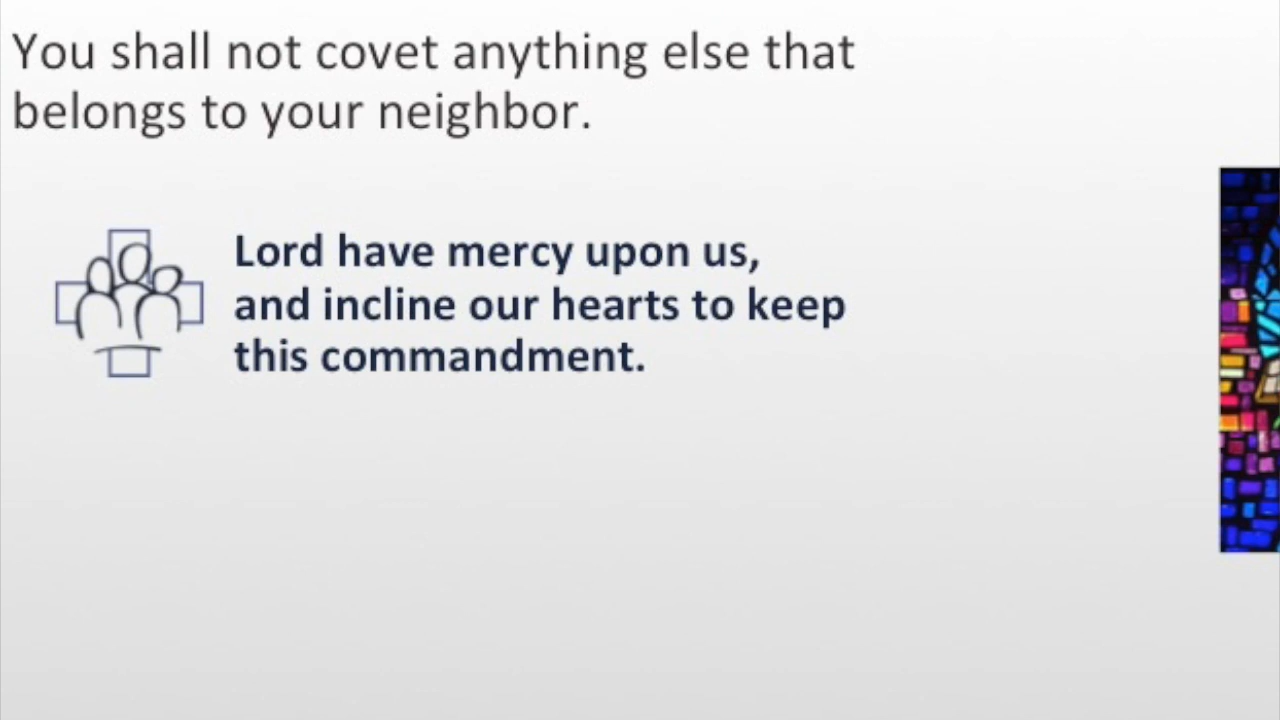 You shall not covet anything else that
belongs to your neighbor.
Lord have mercy upon us,
and incline our hearts to keep
this commandment.